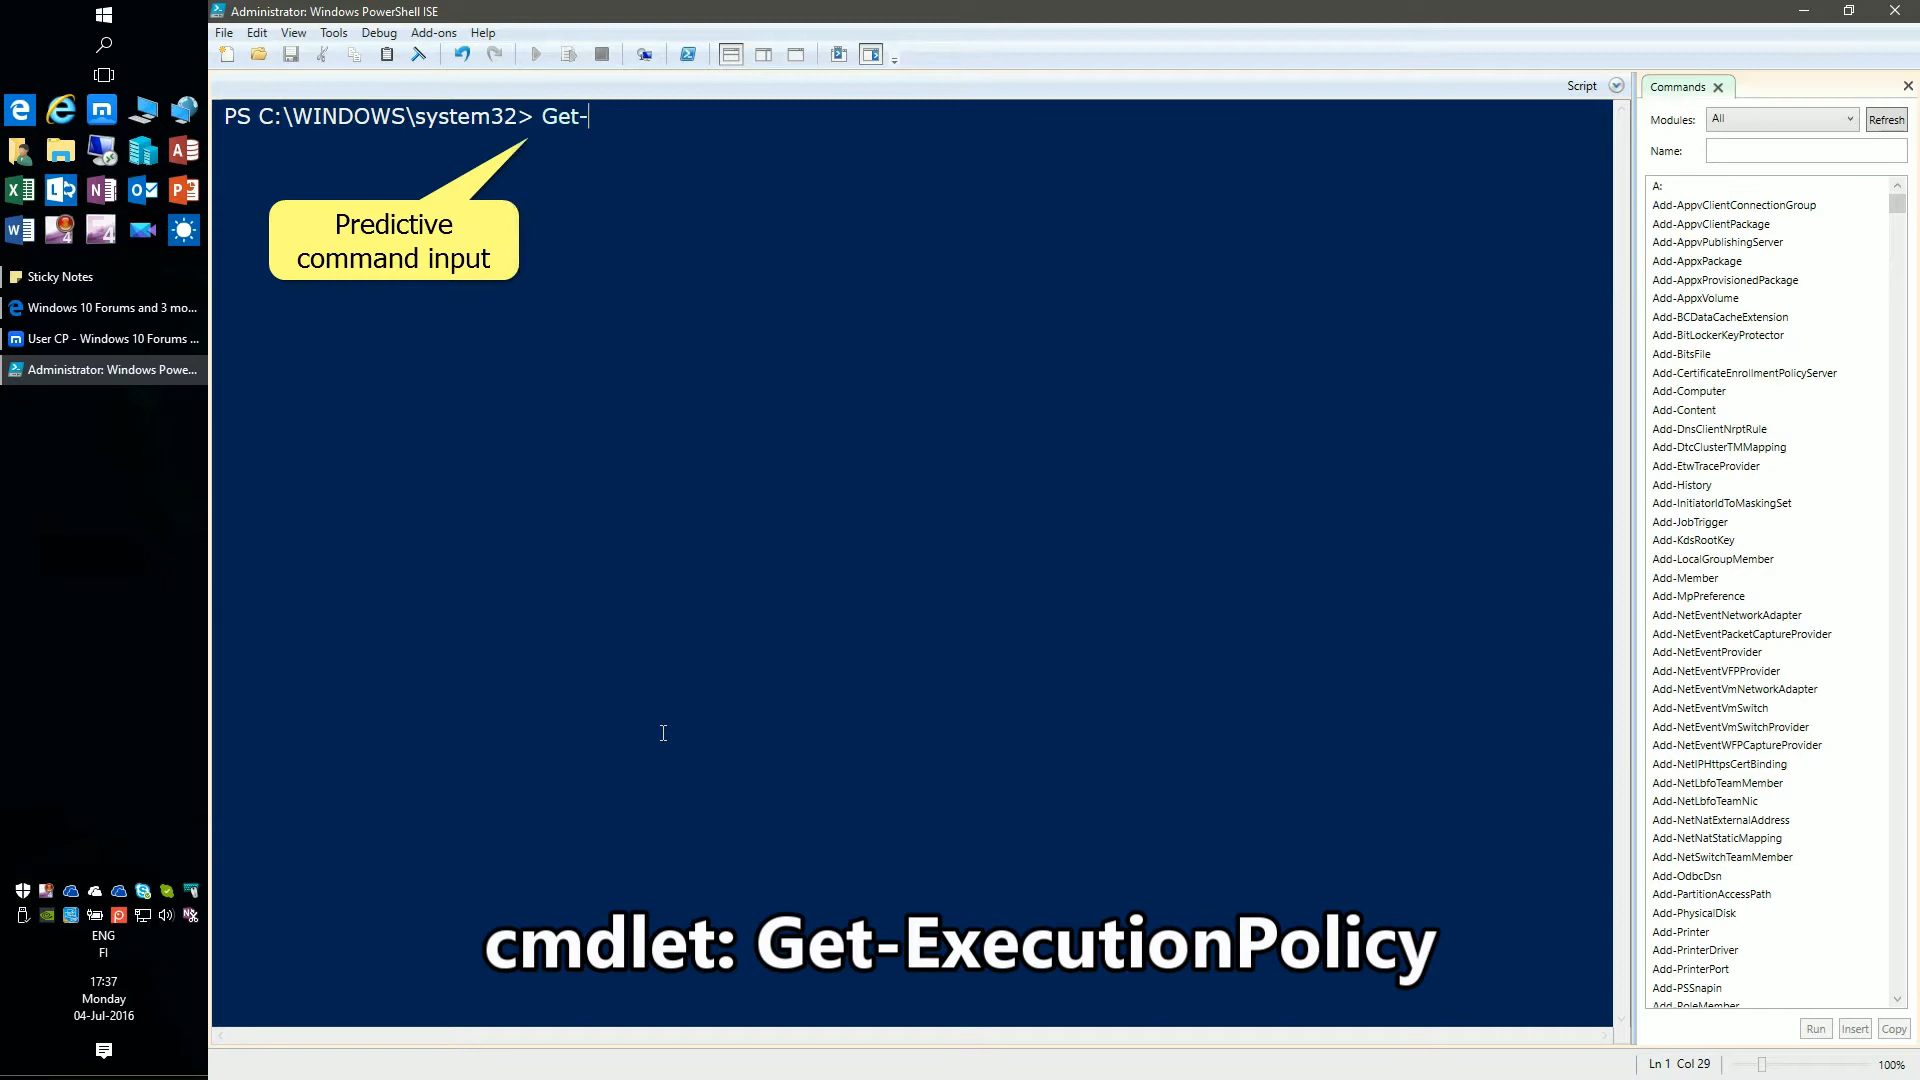 Administrator: Windows PowerShell ISE
File Edit View Tools Debug Add-ons Help
Script
PS C:\WINDOWS\system32> Get-
Predictive
command input
cmdlet: Get-ExecutionPolicy
Sticky Notes
Windows 10 Forums and 3 mo...
User CP - Windows 10 Forums ...
Administrator: Windows Powe...
ENG
FI
17:37
Monday
04-Jul-2016
Commands
Modules: All Refresh
Name:
A:
Add-AppvClientConnectionGroup
Add-AppvClientPackage
Add-AppvPublishingServer
Add-AppxPackage
Add-AppxProvisionedPackage
Add-AppxVolume
Add-BCDataCacheExtension
Add-BitLockerKeyProtector
Add-BitsFile
Add-CertificateEnrollmentPolicyServer
Add-Computer
Add-Content
Add-DnsClientNrptRule
Add-DtcClusterTMMapping
Add-EtwTraceProvider
Add-History
Add-InitiatorIdToMaskingSet
Add-JobTrigger
Add-KdsRootKey
Add-LocalGroupMember
Add-Member
Add-MpPreference
Add-NetEventNetworkAdapter
Add-NetEventPacketCaptureProvider
Add-NetEventProvider
Add-NetEventVFPProvider
Add-NetEventVmNetworkAdapter
Add-NetEventVmSwitch
Add-NetEventVmSwitchProvider
Add-NetEventWFPCaptureProvider
Add-NetIPHttpsCertBinding
Add-NetLbfoTeamMember
Add-NetLbfoTeamNic
Add-NetNatExternalAddress
Add-NetNatStaticMapping
Add-NetSwitchTeamMember
Add-OdbcDsn
Add-PartitionAccessPath
Add-PhysicalDisk
Add-Printer
Add-PrinterDriver
Add-PrinterPort
Add-PSSnapin
Add-RoleMember
Run Insert Copy
Ln 1 Col 29 100%